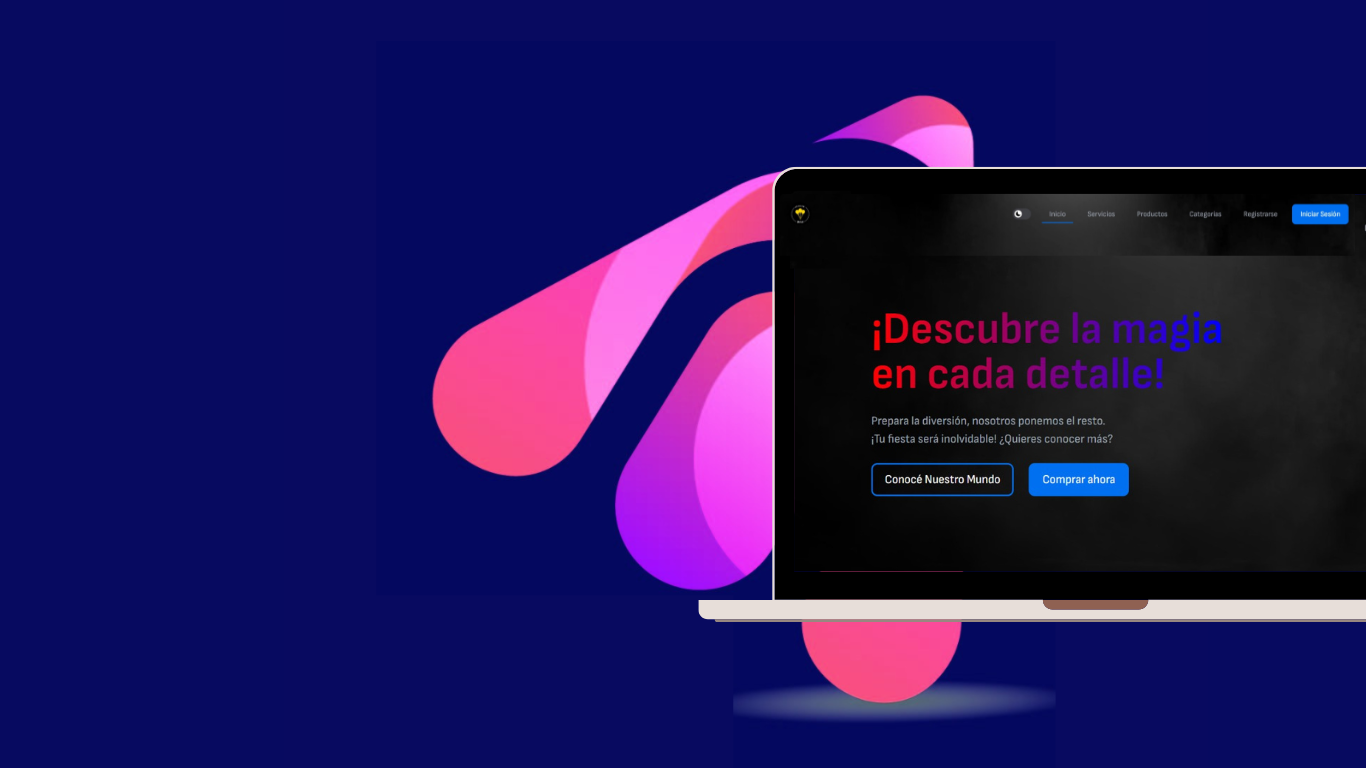 Inicio
Servicios
Productos
Categorías
Registrarse
Iniciar Sesión
¡Descubre la magia
en cada detalle!
Prepara la diversión, nosotros ponemos el resto.
¡Tu fiesta será inolvidable! ¿Quieres conocer más?
Conocé Nuestro Mundo
Comprar ahora